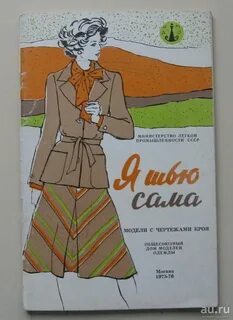 МИНИСТЕРСТВО ЛЕГКОЙ
ПРОМЫШЛЕННОСТИ СССР
Я шью
сама
МОДЕЛИ С ЧЕРТЕЖАМИ КРОЯ
ОБЩЕСОЮЗНЫЙ
ДОМ МОДЕЛЕЙ
ОДЕЖДЫ
Москва
1975-76
au.ru